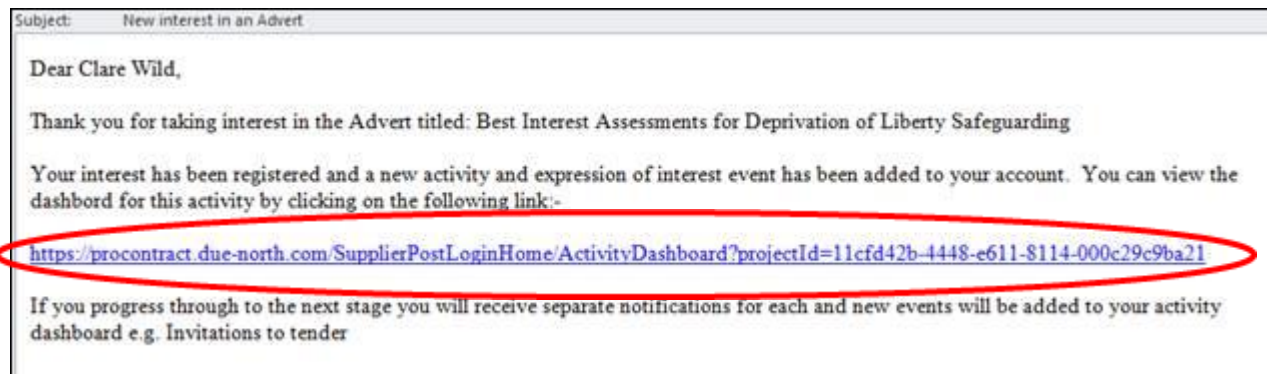 Subject: New interest in an Advert
Dear Clare Wild,
Thank you for taking interest in the Advert titled: Best Interest Assessments for Deprivation of Liberty Safeguarding
Your interest has been registered and a new activity and expression of interest event has been added to your account. You can view the
dashbord for this activity by clicking on the following link:-
https://procontract.due-north.com/SupplierPostLoginHome/ActivityDashboard?projectId=11cfd42b-4448-e611-8114-000c29c9ba21
If you progress through to the next stage you will receive separate notifications for each and new events will be added to your activity
dashboard e.g. Invitations to tender